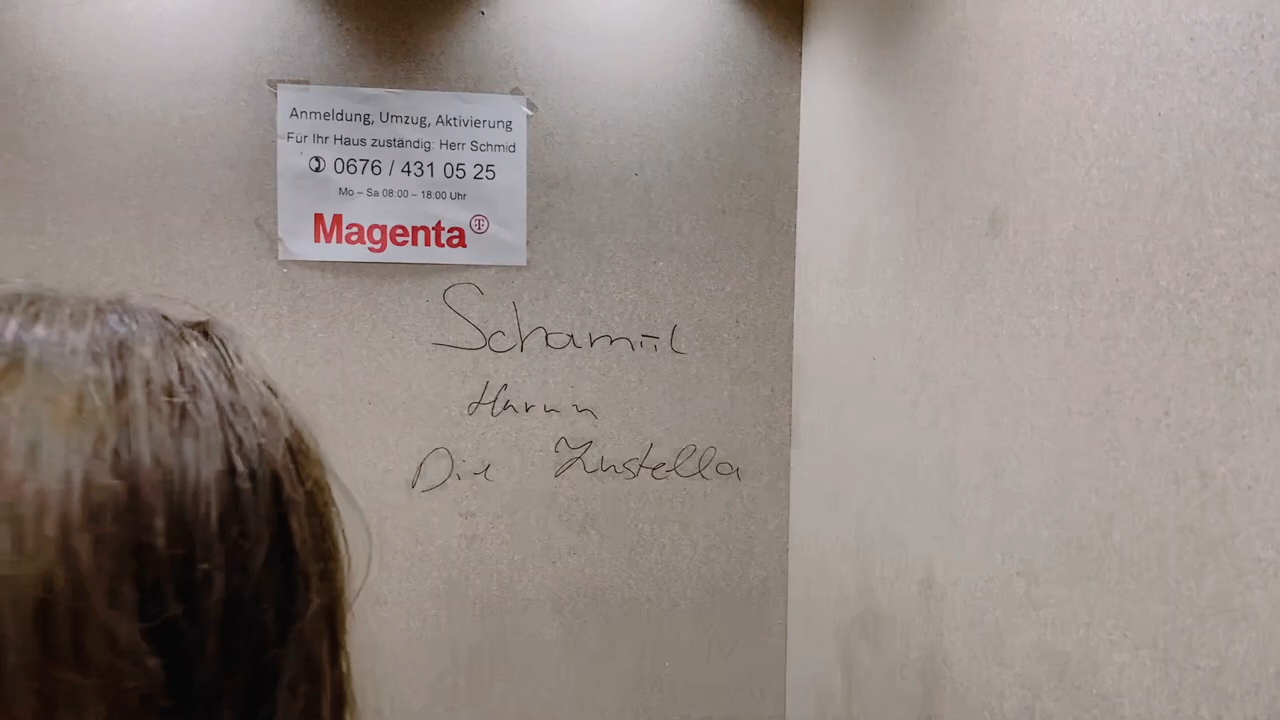 Anmeldung, Umzug, Aktivierung
Für Ihr Haus zuständig: Herr Schmid
✆ 0676 / 431 05 25
Mo – Sa 08:00 – 18:00 Uhr
Magenta T
Schamil
Harun
Die Zustella